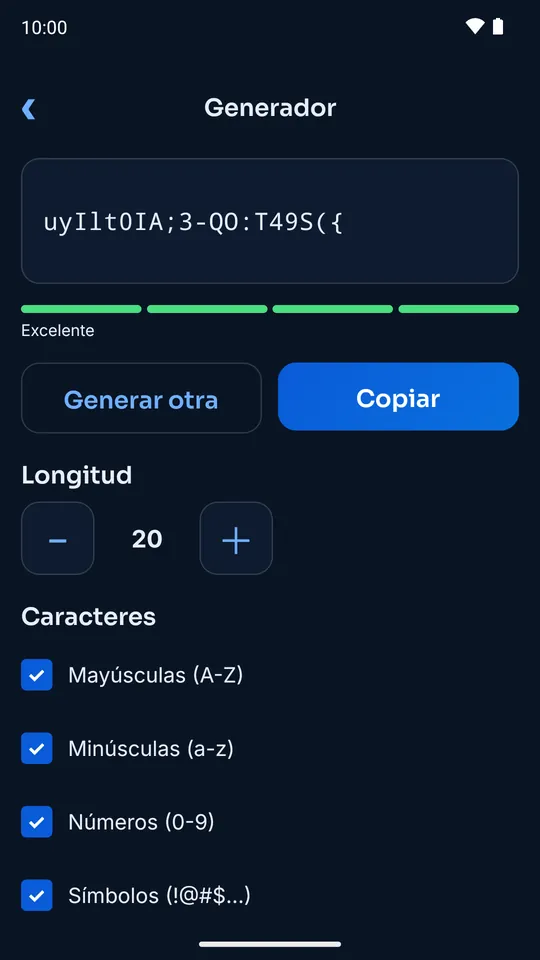 10:00
Generador
uyIlt0IA;3-QO:T49S({
Excelente
Generar otra
Copiar
Longitud
20
Caracteres
Mayúsculas (A-Z)
Minúsculas (a-z)
Números (0-9)
Símbolos (!@#$...)